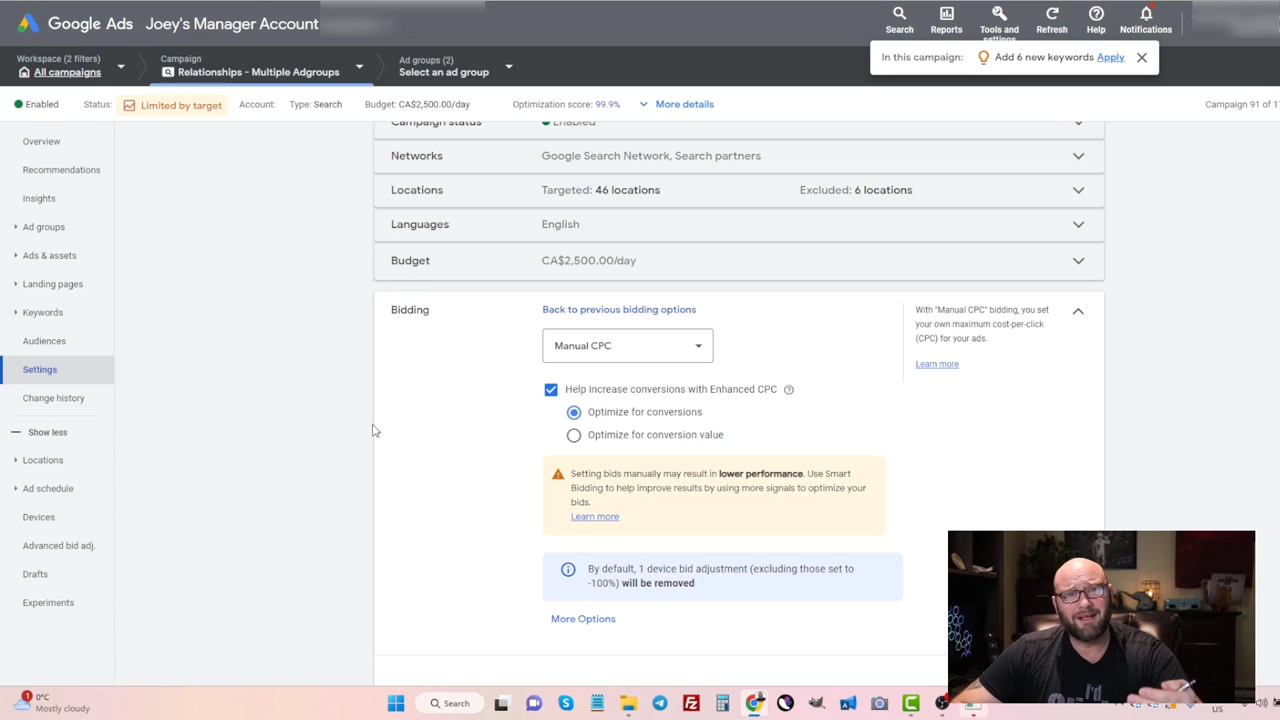 Google Ads
Joey's Manager Account
Search
Reports
Tools and
settings
Refresh
Help
Notifications
Workspace (2 filters)
All campaigns
Campaign
Relationships - Multiple Adgroups
Ad groups (2)
Select an ad group
In this campaign:
Add 6 new keywords Apply
Enabled
Status:
Limited by target
Account:
Type: Search
Budget: CA$2,500.00/day
Optimization score: 99.9%
More details
Campaign 91 of 17
Overview
Recommendations
Insights
Ad groups
Ads & assets
Landing pages
Keywords
Audiences
Settings
Change history
Show less
Locations
Ad schedule
Devices
Advanced bid adj.
Drafts
Experiments
Campaign status
Enabled
Networks
Google Search Network, Search partners
Locations
Targeted: 46 locations
Excluded: 6 locations
Languages
English
Budget
CA$2,500.00/day
Bidding
Back to previous bidding options
Manual CPC
Help increase conversions with Enhanced CPC
Optimize for conversions
Optimize for conversion value
Setting bids manually may result in lower performance. Use Smart
Bidding to help improve results by using more signals to optimize your
bids.
Learn more
By default, 1 device bid adjustment (excluding those set to
-100%) will be removed
More Options
With "Manual CPC" bidding, you set
your own maximum cost-per-click
(CPC) for your ads.
Learn more
I'd
1
0°C
Mostly cloudy
Search
US